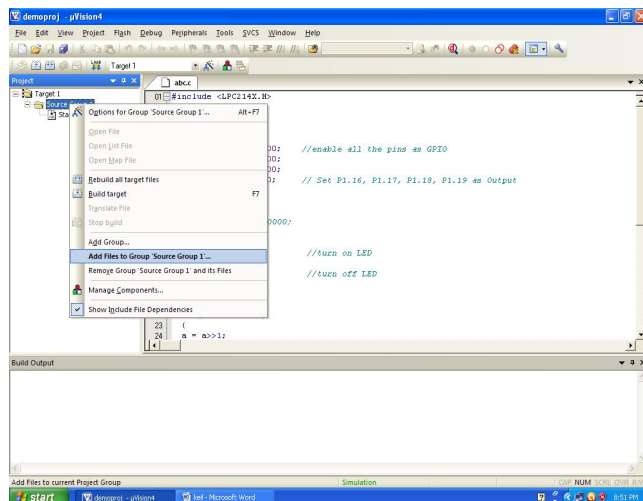 demoproj - µVision4
File Edit View Project Flash Debug Peripherals Tools SVCS Window Help
Target 1
Project
abc.c
Target 1
Source Group 1
01 #include <LPC214X.H>
Options for Group 'Source Group 1'... Alt+F7
Open File
Open List File
00; //enable all the pins as GPIO
Open Map File
00;
00;
Rebuild all target files
0; // Set P1.16, P1.17, P1.18, P1.19 as Output
Build target F7
Translate File
Stop build
0000;
Add Group...
Add Files to Group 'Source Group 1'...
//turn on LED
Remove Group 'Source Group 1' and its Files
//turn off LED
Manage Components...
Show Include File Dependencies
23 {
24 a = a>>1;
Build Output
Add Files to current Project Group
Simulation
CAP NUM SCRL OVR
start
demoproj - µVision4
keil - Microsoft Word
8:51 PM